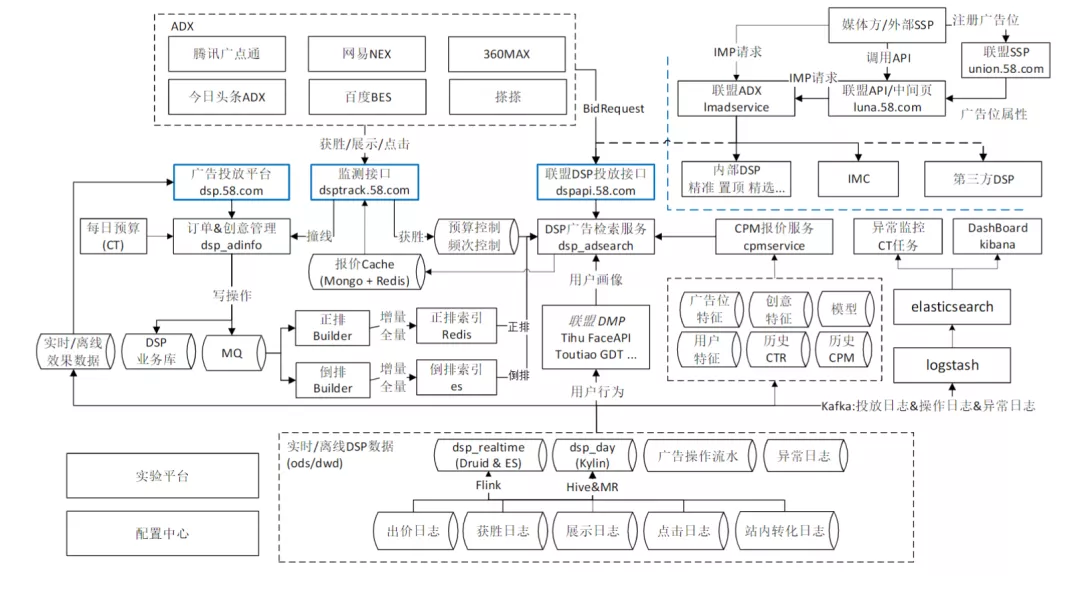 ADX
腾讯广点通
网易NEX
360MAX
今日头条ADX
百度BES
搽搽
媒体方/外部SSP
注册广告位
IMP请求
调用API
联盟SSP
union.58.com
IMP请求
联盟ADX
lmadservice
联盟API/中间页
luna.58.com
广告位属性
BidRequest
获胜/展示/点击
广告投放平台
dsp.58.com
监测接口
dsptrack.58.com
联盟DSP投放接口
dspapi.58.com
内部DSP
精准 置顶 精选...
IMC
第三方DSP
每日预算
(CT)
订单&创意管理
dsp_adinfo
撞线
获胜
预算控制
频次控制
DSP广告检索服务
dsp_adsearch
CPM报价服务
cpmservice
异常监控
CT任务
DashBoard
kibana
报价Cache
(Mongo + Redis)
用户画像
写操作
广告位
特征
创意
特征
模型
用户
特征
历史
CTR
历史
CPM
elasticsearch
logstash
实时/离线
效果数据
DSP
业务库
MQ
正排
Builder
增量
全量
正排索引
Redis
正排
倒排
Builder
增量
全量
倒排索引
es
倒排
联盟 DMP
Tihu FaceAPI
Toutiao GDT ...
用户行为
Kafka:投放日志&操作日志&异常日志
实时/离线DSP数据
(ods/dwd)
dsp_realtime
(Druid & ES)
dsp_day
(Kylin)
广告操作流水
异常日志
Flink
Hive&MR
出价日志
获胜日志
展示日志
点击日志
站内转化日志
实验平台
配置中心